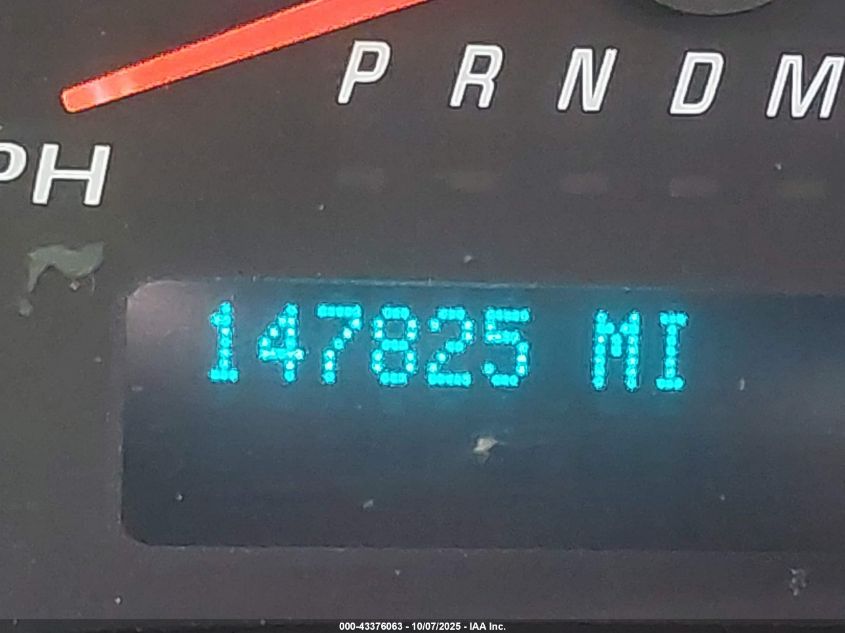 P R N D M
PH
147825 MI
000-43376063 - 10/07/2025 - IAA Inc.